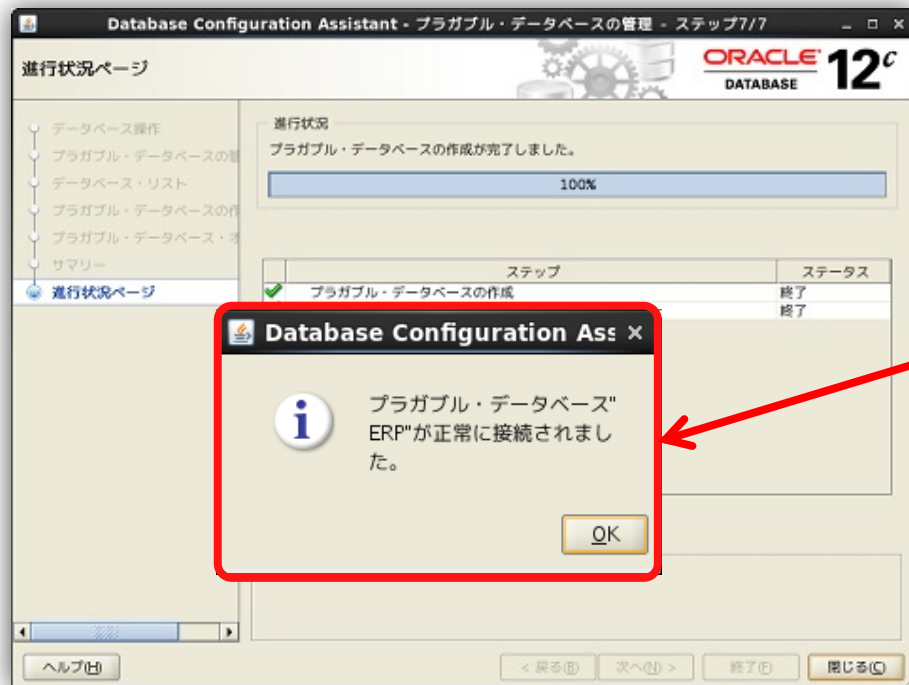 Database Configuration Assistant - プラガブル・データベースの管理 - ステップ7/7
進行状況ページ
ORACLE
DATABASE
12c
データベース操作
プラガブル・データベースの管
データベース・リスト
プラガブル・データベースの作
プラガブル・データベース・オ
サマリー
進行状況ページ
進行状況
プラガブル・データベースの作成が完了しました。
100%
ステップ ステータス
プラガブル・データベースの作成 終了
終了
Database Configuration Ass
プラガブル・データベース"
ERP"が正常に接続されまし
た。
OK
ヘルプ(H)
< 戻る(B) 次へ(N) > 終了(F) 閉じる(C)